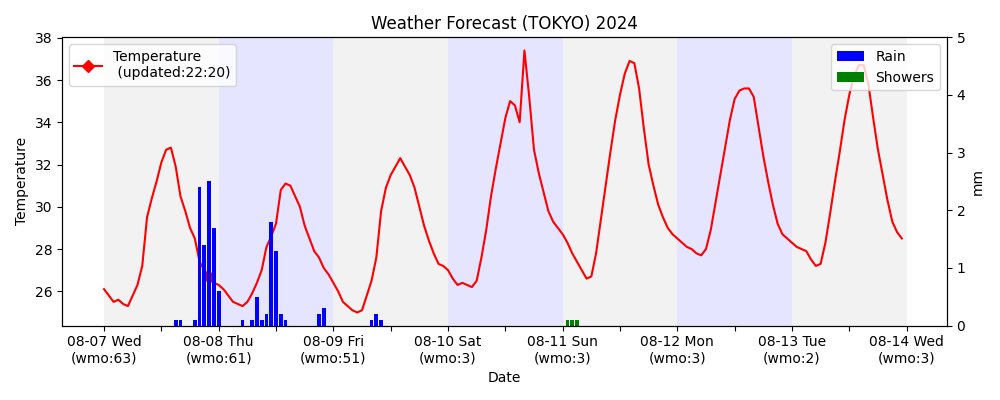 Weather Forecast (TOKYO) 2024
Temperature
(updated:22:20)
Rain
Showers
Temperature
38
36
34
32
30
28
26
5
4
3
2
1
0
mm
08-07 Wed
(wmo:63)
08-08 Thu
(wmo:61)
08-09 Fri
(wmo:51)
08-10 Sat
(wmo:3)
08-11 Sun
(wmo:3)
08-12 Mon
(wmo:3)
08-13 Tue
(wmo:2)
08-14 Wed
(wmo:3)
Date